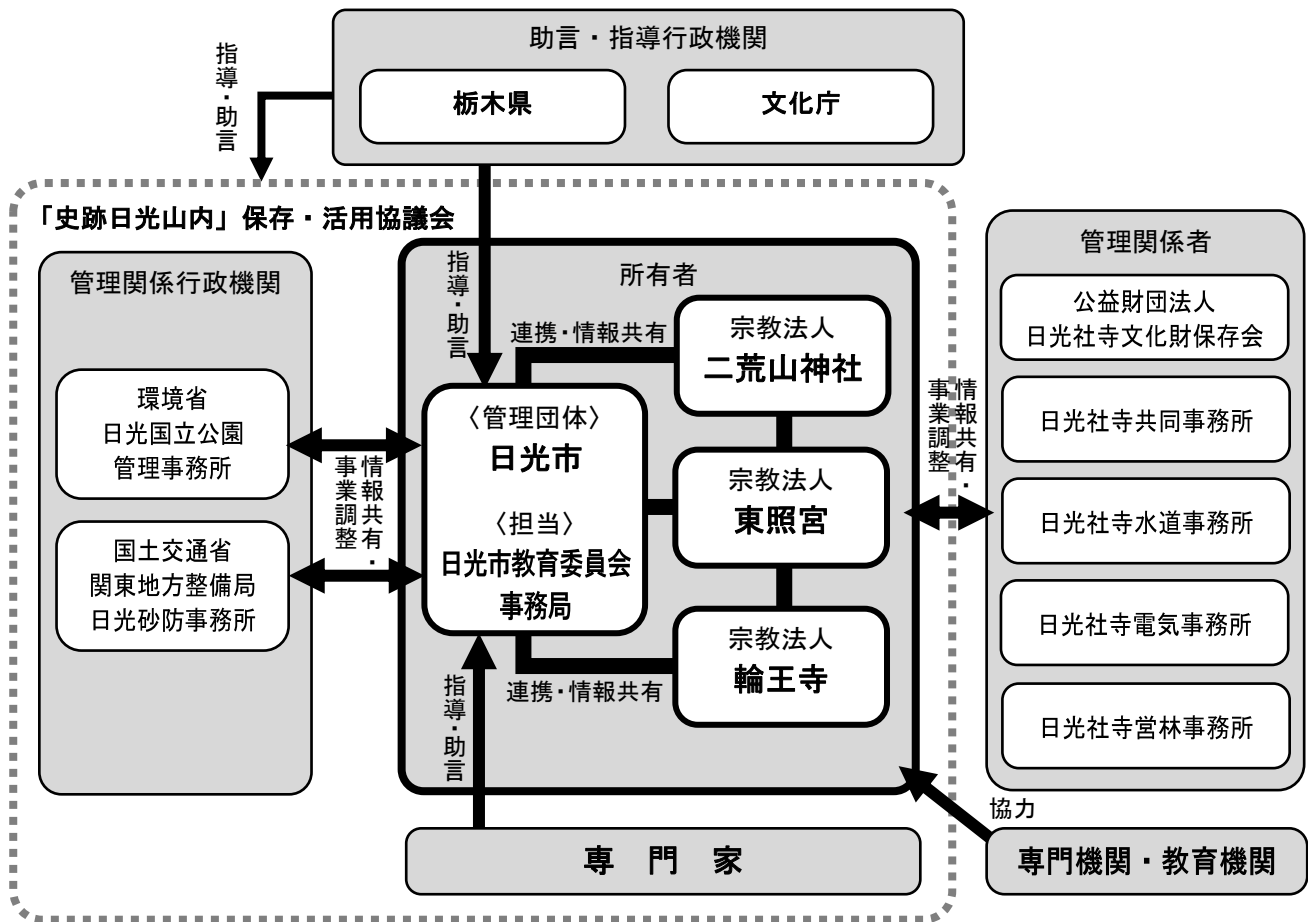 助言・指導行政機関
栃木県
文化庁
指導・助言
「史跡日光山内」保存・活用協議会
管理関係行政機関
環境省
日光国立公園
管理事務所
国土交通省
関東地方整備局
日光砂防事務所
情報共有・
事業調整
指導・助言
所有者
連携・情報共有
〈管理団体〉
日光市
〈担当〉
日光市教育委員会
事務局
宗教法人
二荒山神社
宗教法人
東照宮
宗教法人
輪王寺
連携・情報共有
指導・助言
専門家
情報共有・
事業調整
管理関係者
公益財団法人
日光社寺文化財保存会
日光社寺共同事務所
日光社寺水道事務所
日光社寺電気事務所
日光社寺営林事務所
協力
専門機関・教育機関